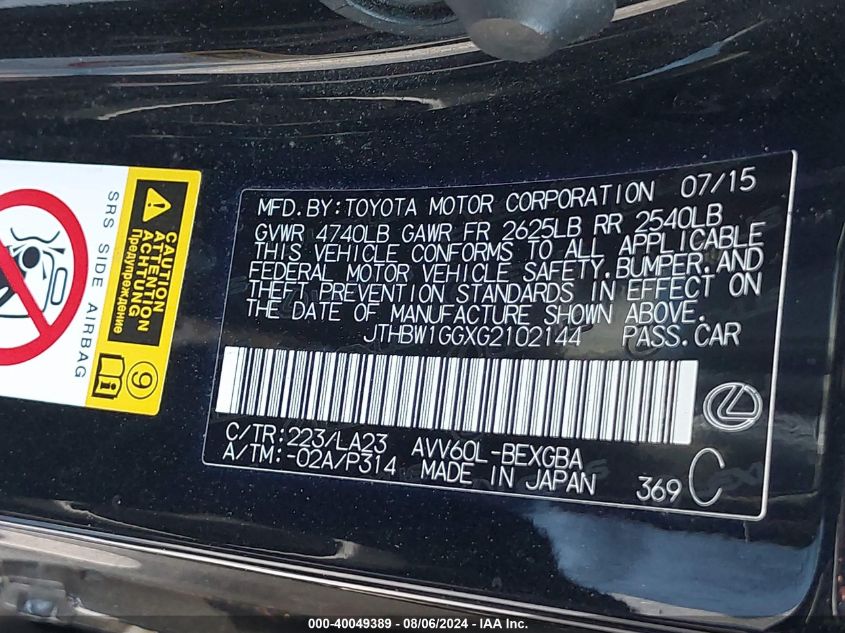 MFD.BY:TOYOTA MOTOR CORPORATION 07/15
GVWR 4740LB GAWR FR 2625LB RR 2540LB
THIS VEHICLE CONFORMS TO ALL APPLICABLE
FEDERAL MOTOR VEHICLE SAFETY,BUMPER,AND
THEFT PREVENTION STANDARDS IN EFFECT ON
THE DATE OF MANUFACTURE SHOWN ABOVE.
JTHBW1GGXG2102144 PASS.CAR
C/TR:223/LA23 AVV60L-BEXGBA
A/TM:-02A/P314 MADE IN JAPAN
369 C
SRS SIDE AIRBAG
CAUTION
ATTENTION
ACHTUNG
Предупреждение
9
000-40049389 - 08/06/2024 - IAA Inc.